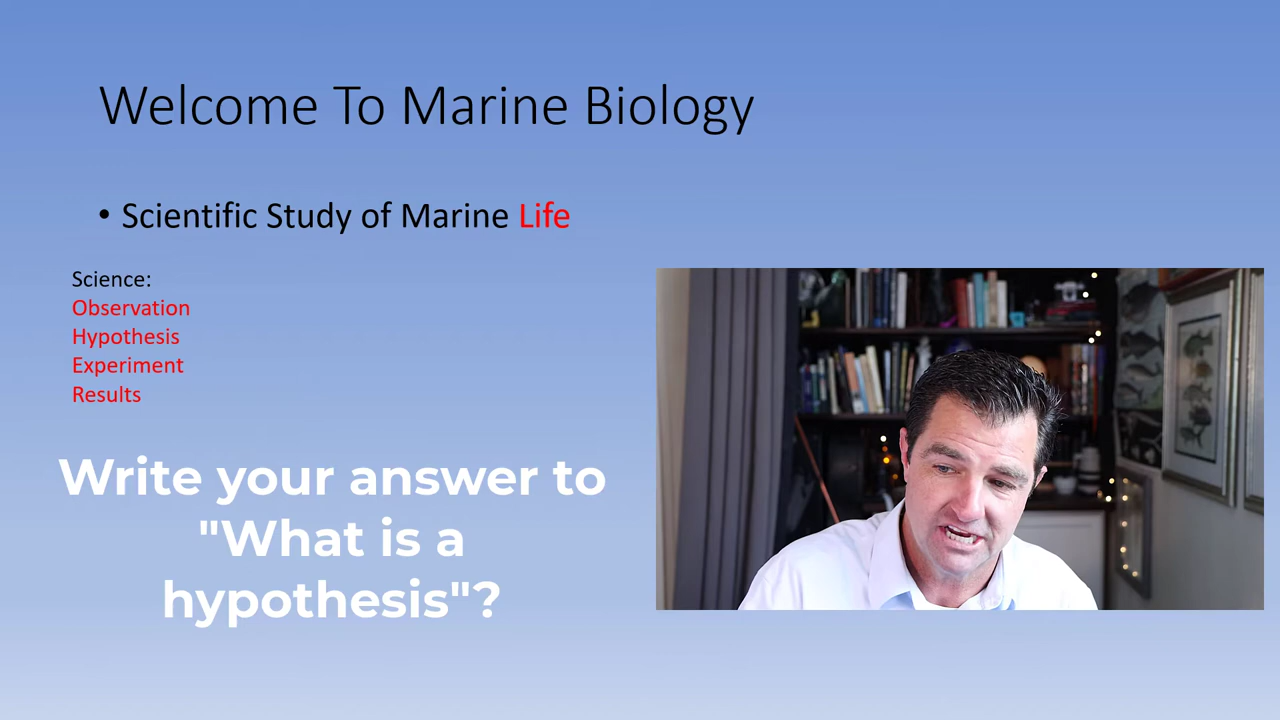 Welcome To Marine Biology
• Scientific Study of Marine Life
Science:
Observation
Hypothesis
Experiment
Results
Write your answer to
"What is a
hypothesis"?